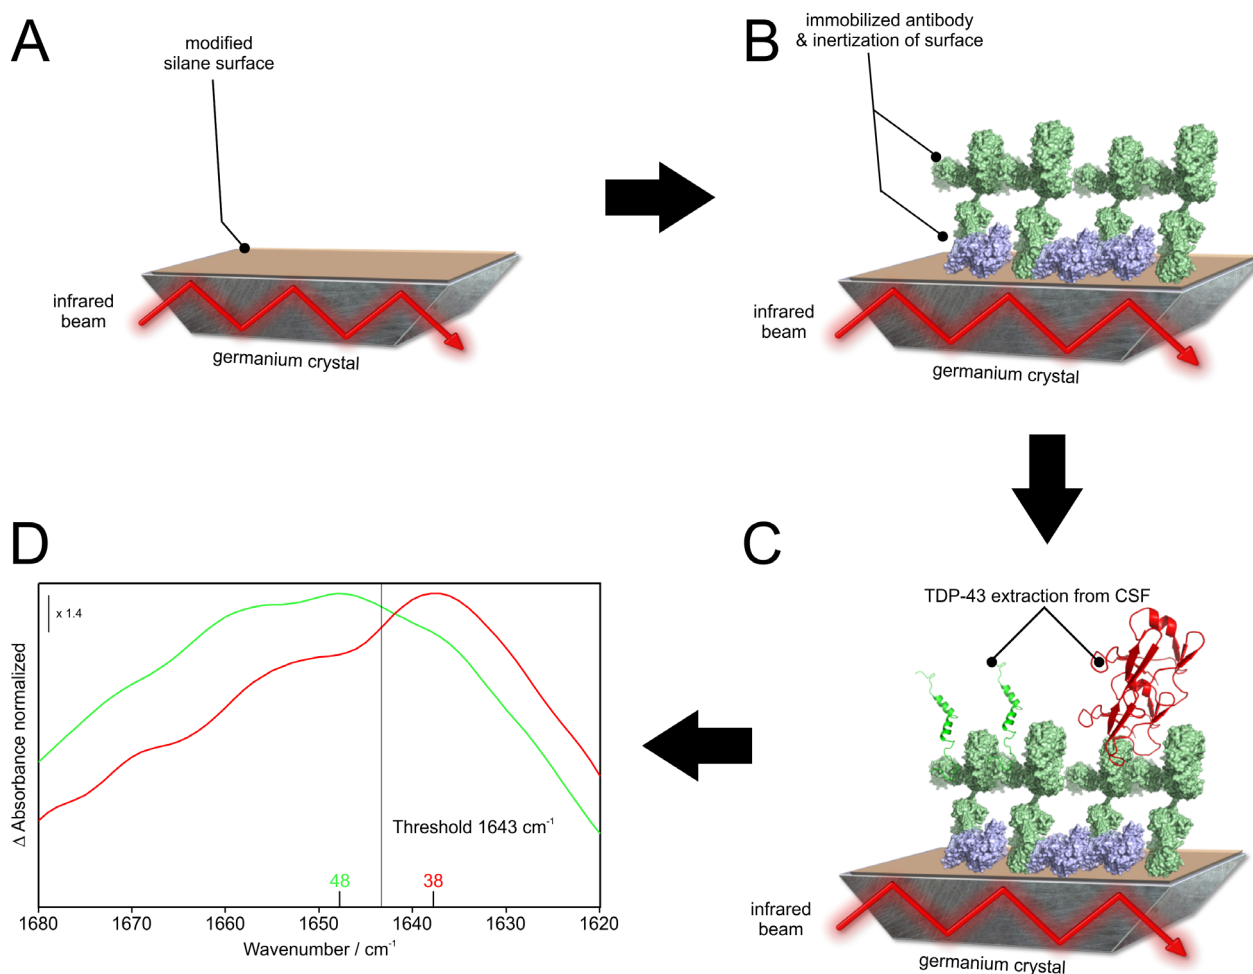 A
modified
silane surface
infrared
beam
germanium crystal
B
immobilized antibody
& inertization of surface
infrared
beam
germanium crystal
C
TDP-43 extraction from CSF
infrared
beam
germanium crystal
D
Δ Absorbance normalized
x 1.4
Threshold 1643 cm⁻¹
48 38
1680 1670 1660 1650 1640 1630 1620
Wavenumber / cm⁻¹